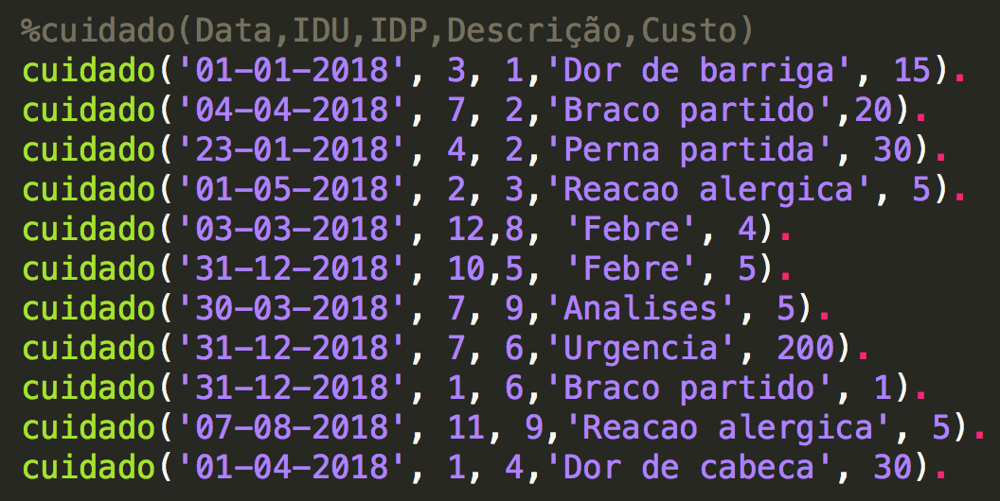 %cuidado(Data,IDU,IDP,Descrição,Custo)
cuidado('01-01-2018', 3, 1,'Dor de barriga', 15).
cuidado('04-04-2018', 7, 2,'Braco partido',20).
cuidado('23-01-2018', 4, 2,'Perna partida', 30).
cuidado('01-05-2018', 2, 3,'Reacao alergica', 5).
cuidado('03-03-2018', 12,8, 'Febre', 4).
cuidado('31-12-2018', 10,5, 'Febre', 5).
cuidado('30-03-2018', 7, 9,'Analises', 5).
cuidado('31-12-2018', 7, 6,'Urgencia', 200).
cuidado('31-12-2018', 1, 6,'Braco partido', 1).
cuidado('07-08-2018', 11, 9,'Reacao alergica', 5).
cuidado('01-04-2018', 1, 4,'Dor de cabeca', 30).